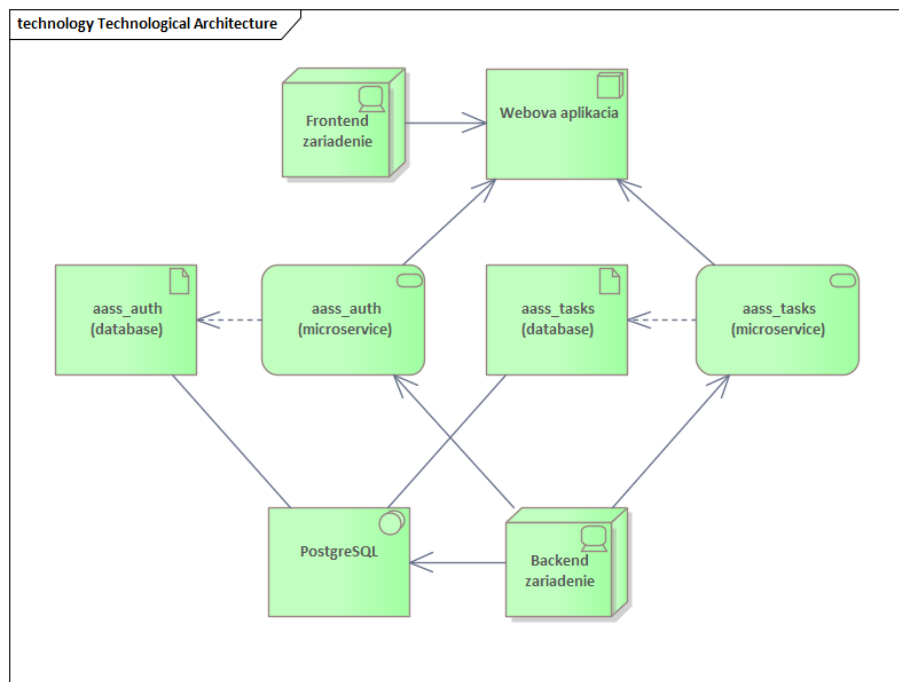 technology Technological Architecture
Frontend
zariadenie
Webova aplikacia
aass_auth
(database)
aass_auth
(microservice)
aass_tasks
(database)
aass_tasks
(microservice)
PostgreSQL
Backend
zariadenie